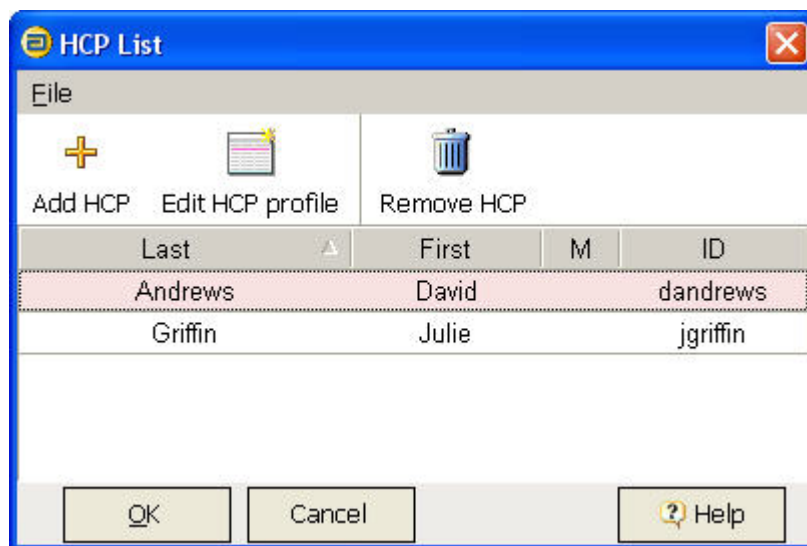 HCP List
File
Add HCP Edit HCP profile Remove HCP
Last First M ID
Andrews David dandrews
Griffin Julie jgriffin
OK Cancel Help